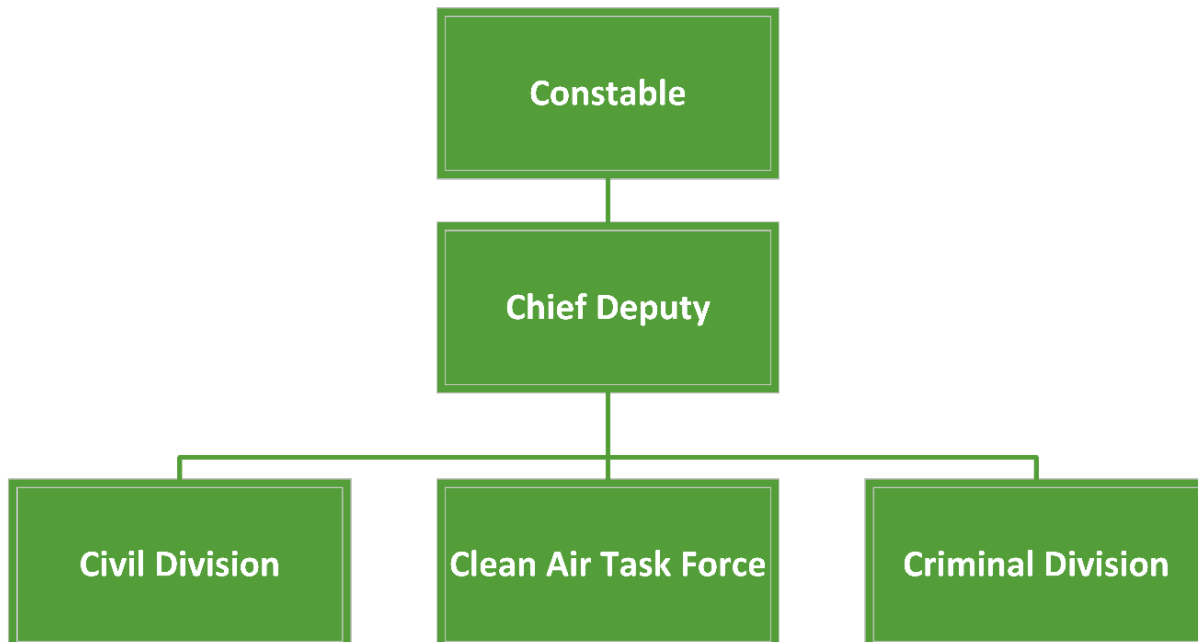 Constable
Chief Deputy
Civil Division
Clean Air Task Force
Criminal Division